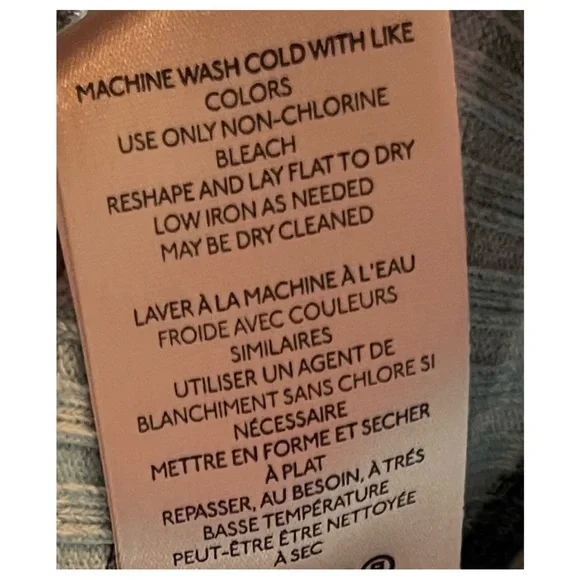 MACHINE WASH COLD WITH LIKE
COLORS
USE ONLY NON-CHLORINE
BLEACH
RESHAPE AND LAY FLAT TO DRY
LOW IRON AS NEEDED
MAY BE DRY CLEANED
LAVER À LA MACHINE À L'EAU
FROIDE AVEC COULEURS
SIMILAIRES
UTILISER UN AGENT DE
BLANCHIMENT SANS CHLORE SI
NÉCESSAIRE
METTRE EN FORME ET SECHER
À PLAT
REPASSER, AU BESOIN, À TRÉS
BASSE TEMPÉRATURE
PEUT-ÊTRE ÊTRE NETTOYÉE
À SEC